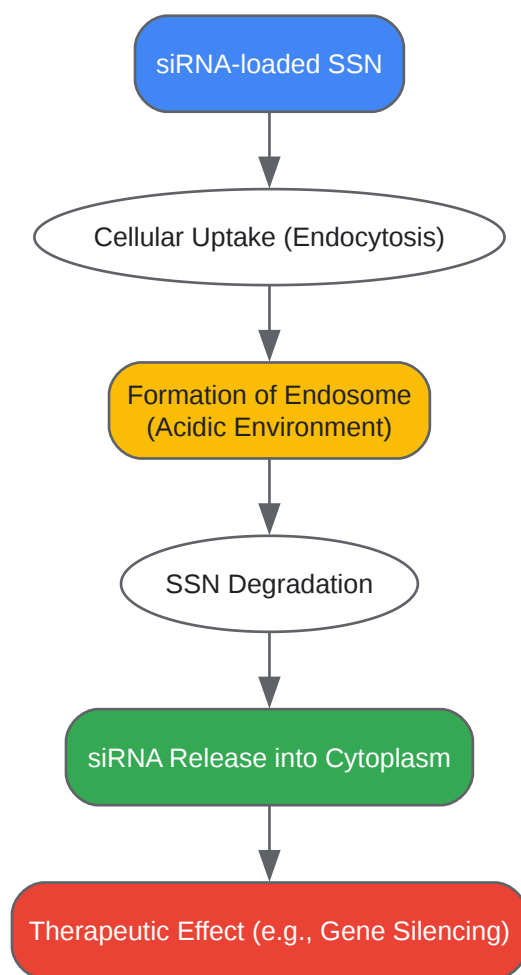 siRNA-loaded SSN
Cellular Uptake (Endocytosis)
Formation of Endosome
(Acidic Environment)
SSN Degradation
siRNA Release into Cytoplasm
Therapeutic Effect (e.g., Gene Silencing)